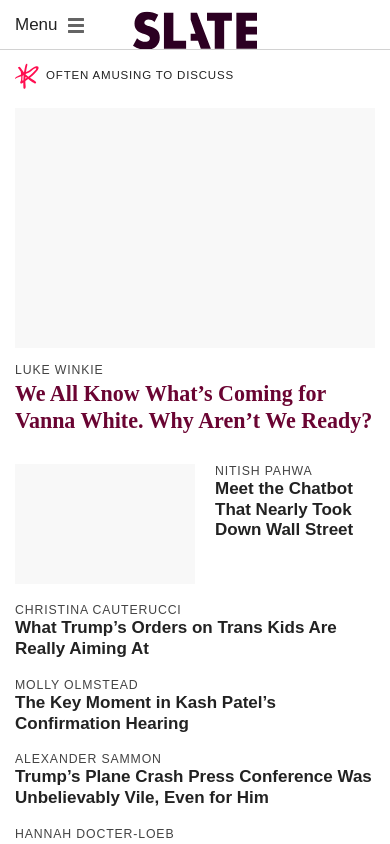 Menu
SLATE
OFTEN AMUSING TO DISCUSS
LUKE WINKIE
We All Know What’s Coming for
Vanna White. Why Aren’t We Ready?
NITISH PAHWA
Meet the Chatbot
That Nearly Took
Down Wall Street
CHRISTINA CAUTERUCCI
What Trump’s Orders on Trans Kids Are
Really Aiming At
MOLLY OLMSTEAD
The Key Moment in Kash Patel’s
Confirmation Hearing
ALEXANDER SAMMON
Trump’s Plane Crash Press Conference Was
Unbelievably Vile, Even for Him
HANNAH DOCTER-LOEB